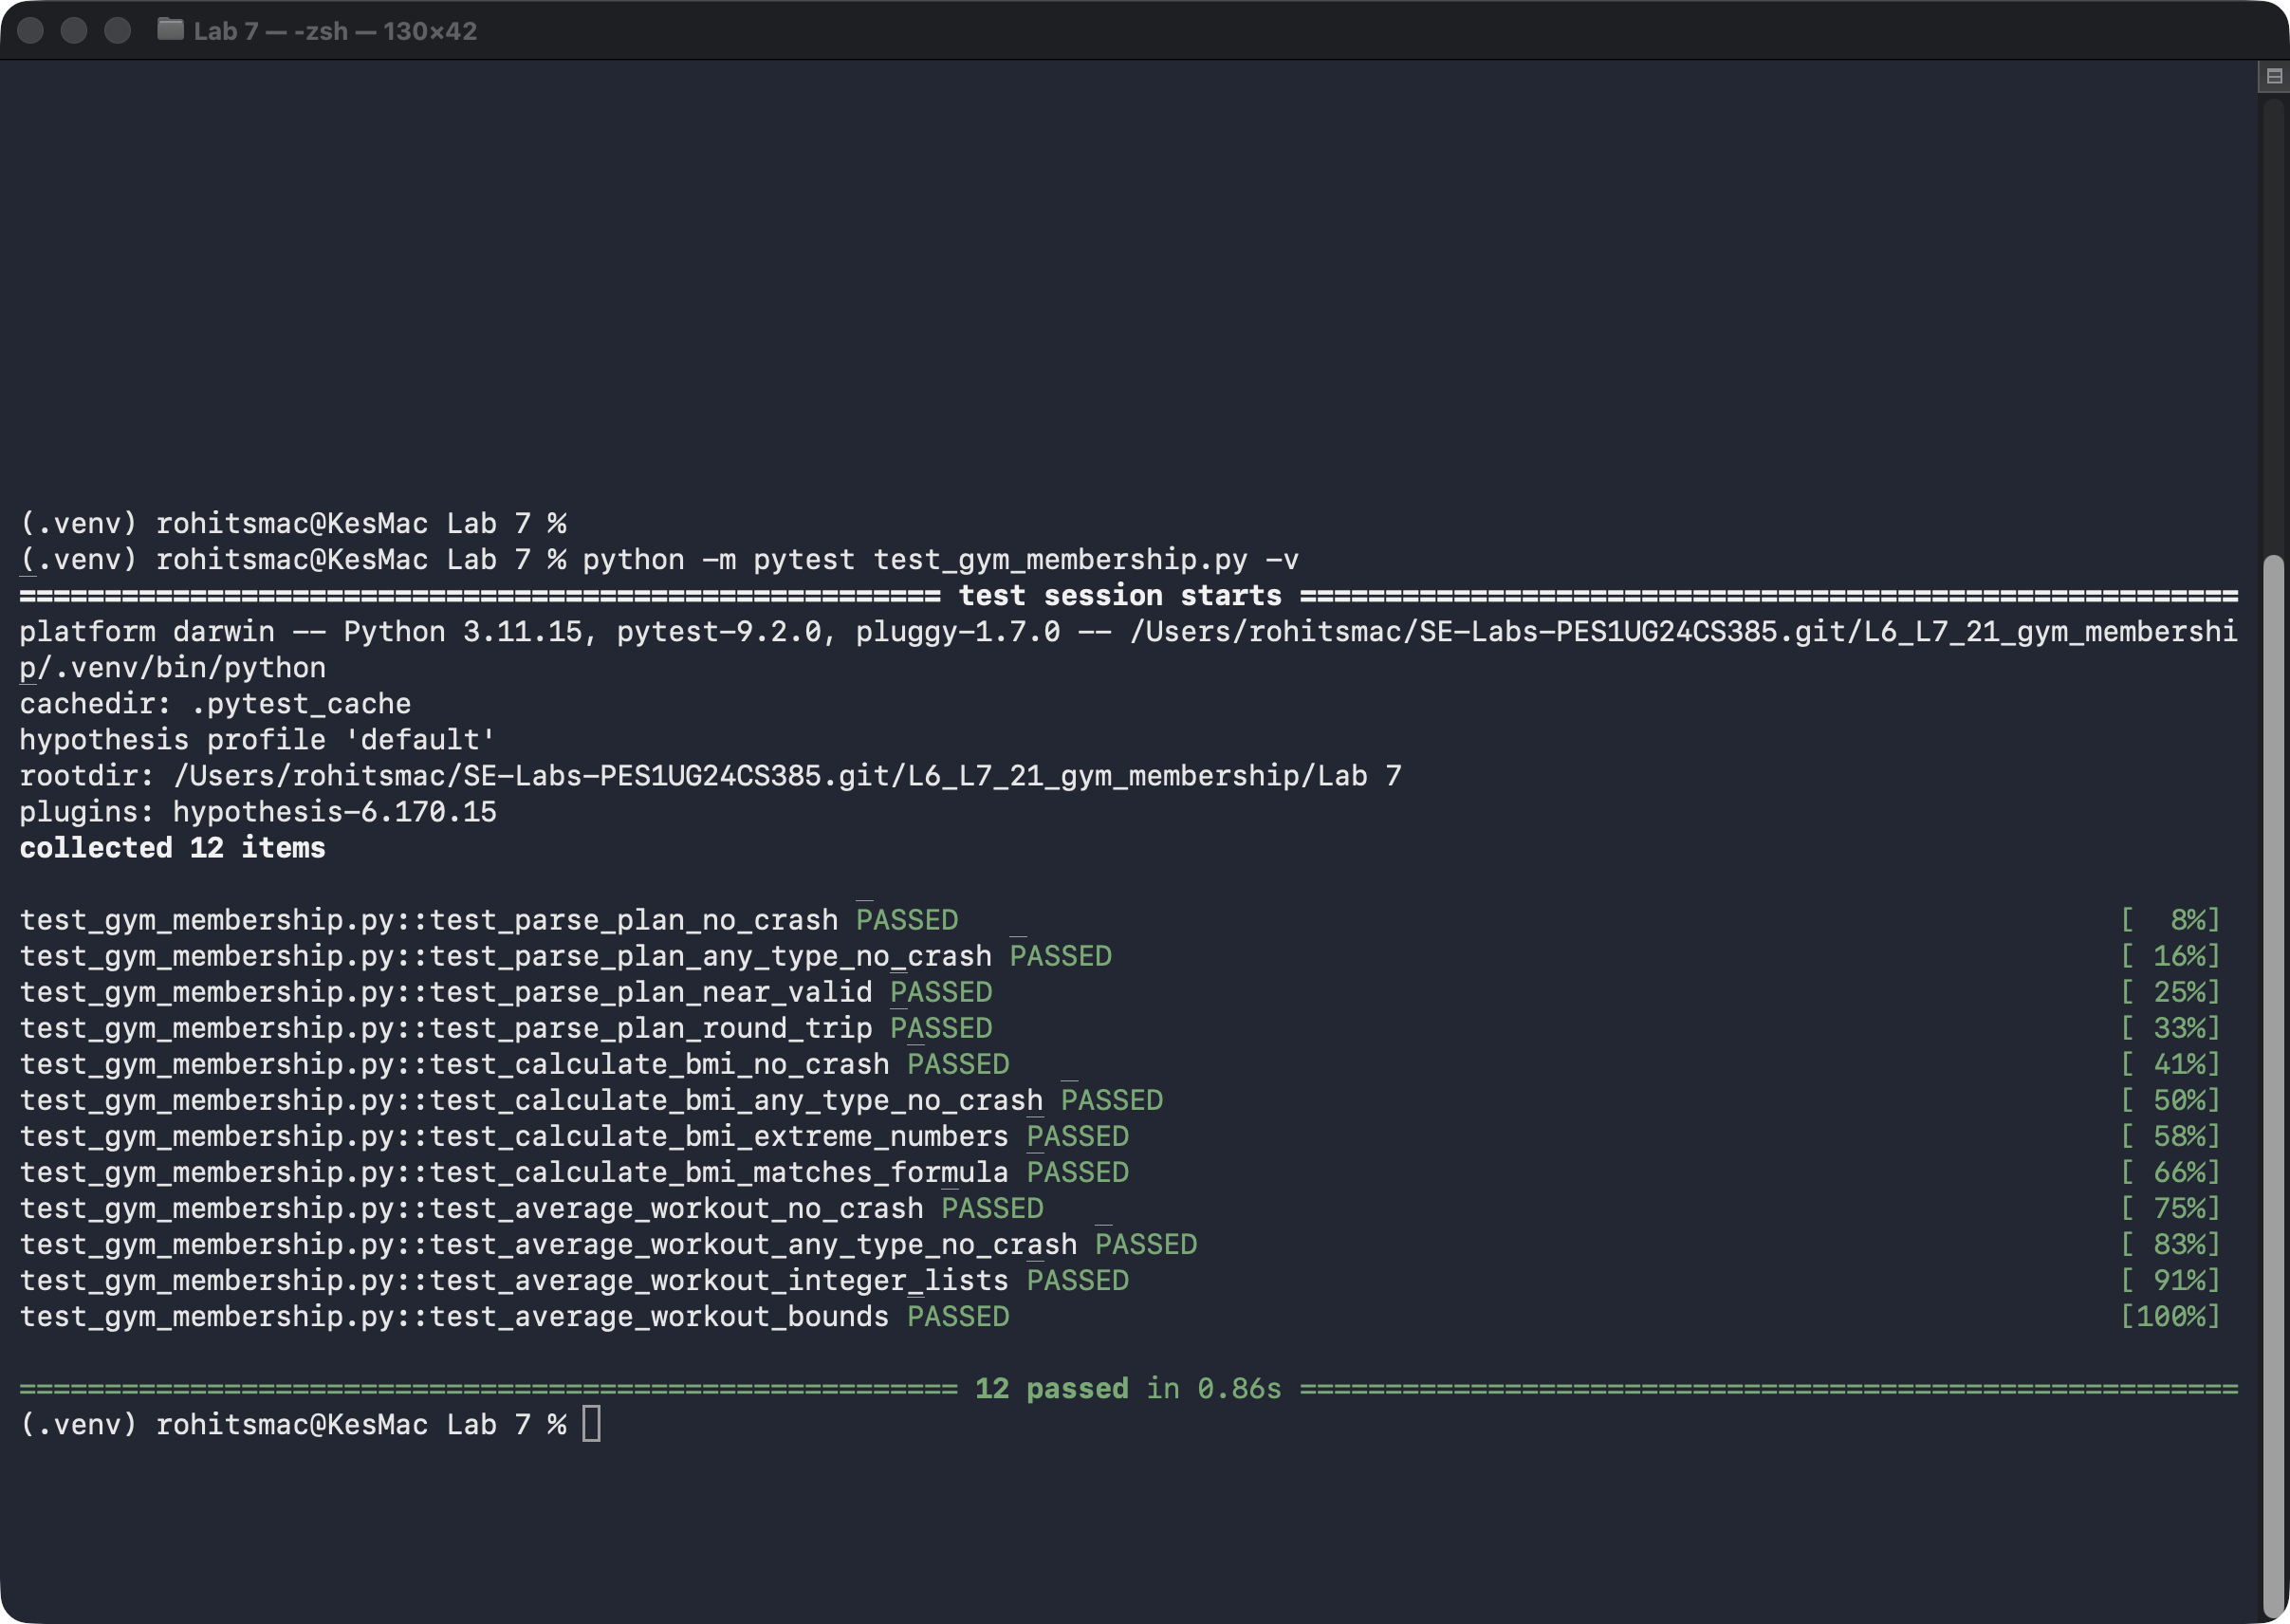 Lab 7 — -zsh — 130×42
(.venv) rohitsmac@KesMac Lab 7 %
(.venv) rohitsmac@KesMac Lab 7 % python -m pytest test_gym_membership.py -v
====================================================== test session starts =======================================================
platform darwin -- Python 3.11.15, pytest-9.2.0, pluggy-1.7.0 -- /Users/rohitsmac/SE-Labs-PES1UG24CS385.git/L6_L7_21_gym_membershi
p/.venv/bin/python
cachedir: .pytest_cache
hypothesis profile 'default'
rootdir: /Users/rohitsmac/SE-Labs-PES1UG24CS385.git/L6_L7_21_gym_membership/Lab 7
plugins: hypothesis-6.170.15
collected 12 items
test_gym_membership.py::test_parse_plan_no_crash PASSED [  8%]
test_gym_membership.py::test_parse_plan_any_type_no_crash PASSED [ 16%]
test_gym_membership.py::test_parse_plan_near_valid PASSED [ 25%]
test_gym_membership.py::test_parse_plan_round_trip PASSED [ 33%]
test_gym_membership.py::test_calculate_bmi_no_crash PASSED [ 41%]
test_gym_membership.py::test_calculate_bmi_any_type_no_crash PASSED [ 50%]
test_gym_membership.py::test_calculate_bmi_extreme_numbers PASSED [ 58%]
test_gym_membership.py::test_calculate_bmi_matches_formula PASSED [ 66%]
test_gym_membership.py::test_average_workout_no_crash PASSED [ 75%]
test_gym_membership.py::test_average_workout_any_type_no_crash PASSED [ 83%]
test_gym_membership.py::test_average_workout_integer_lists PASSED [ 91%]
test_gym_membership.py::test_average_workout_bounds PASSED [100%]
======================================================= 12 passed in 0.86s =======================================================
(.venv) rohitsmac@KesMac Lab 7 %